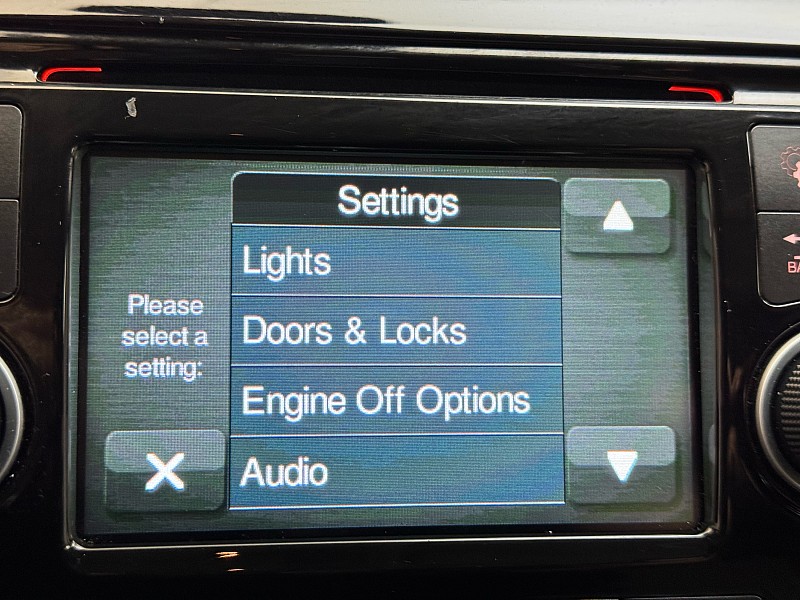 Settings
Lights
Please
select a
setting:
Doors & Locks
Engine Off Options
Audio